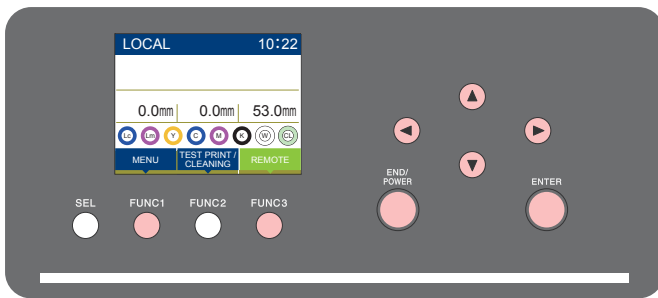 LOCAL 10:22
0.0mm 0.0mm 53.0mm
Lc Lm Y C M K W CL
MENU TEST PRINT / CLEANING REMOTE
END/
POWER
ENTER
SEL FUNC1 FUNC2 FUNC3